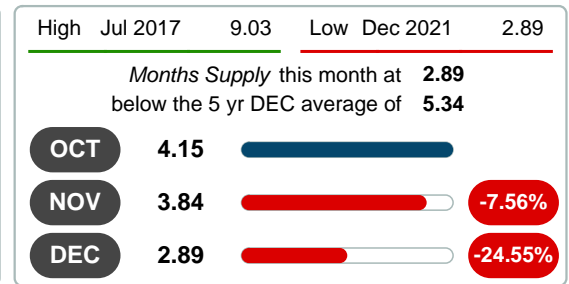 High Jul 2017 9.03 Low Dec 2021 2.89
Months Supply this month at 2.89
below the 5 yr DEC average of 5.34
OCT 4.15
NOV 3.84 -7.56%
DEC 2.89 -24.55%